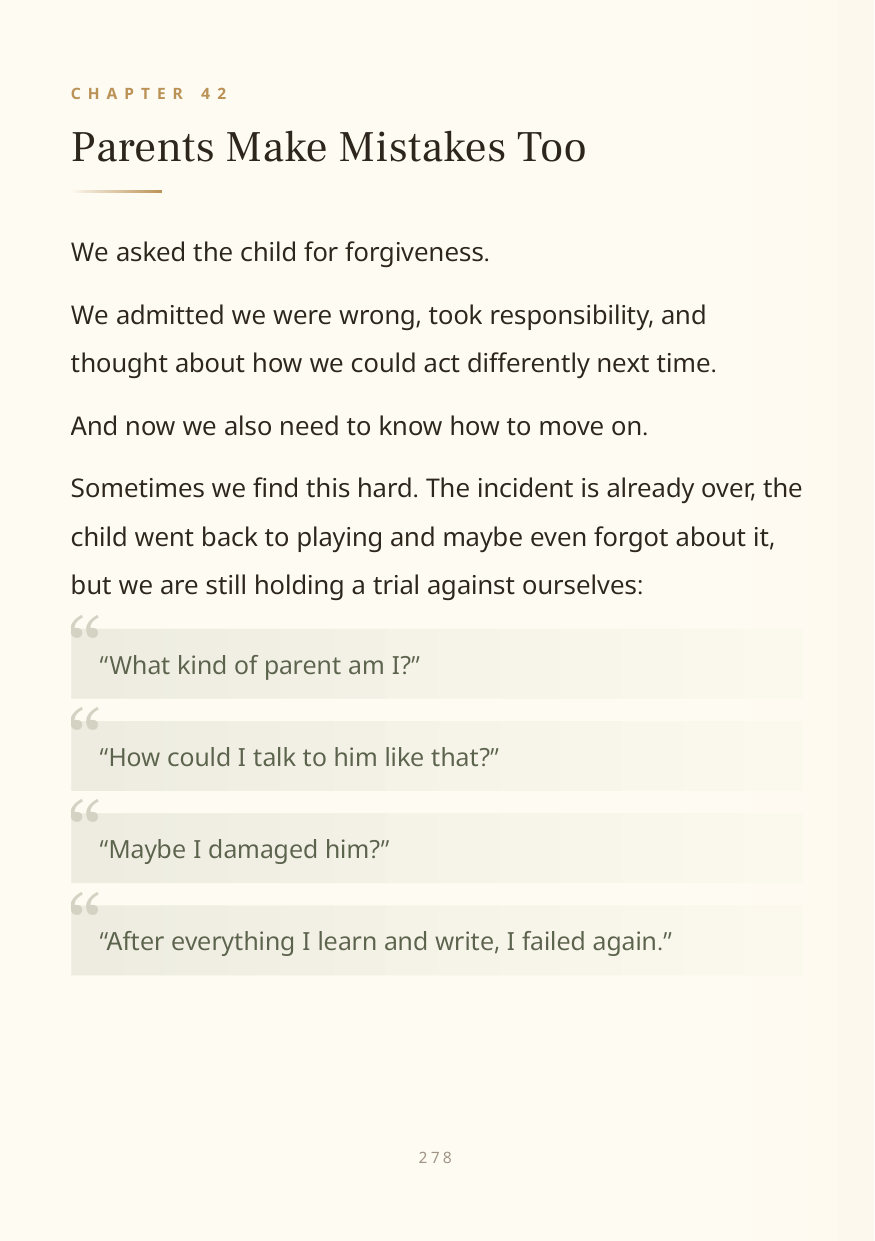 CHAPTER 42
Parents Make Mistakes Too
We asked the child for forgiveness.
We admitted we were wrong, took responsibility, and
thought about how we could act differently next time.
And now we also need to know how to move on.
Sometimes we find this hard. The incident is already over, the
child went back to playing and maybe even forgot about it,
but we are still holding a trial against ourselves:
“
“What kind of parent am I?”
“
“How could I talk to him like that?”
“
“Maybe I damaged him?”
“
“After everything I learn and write, I failed again.”
278